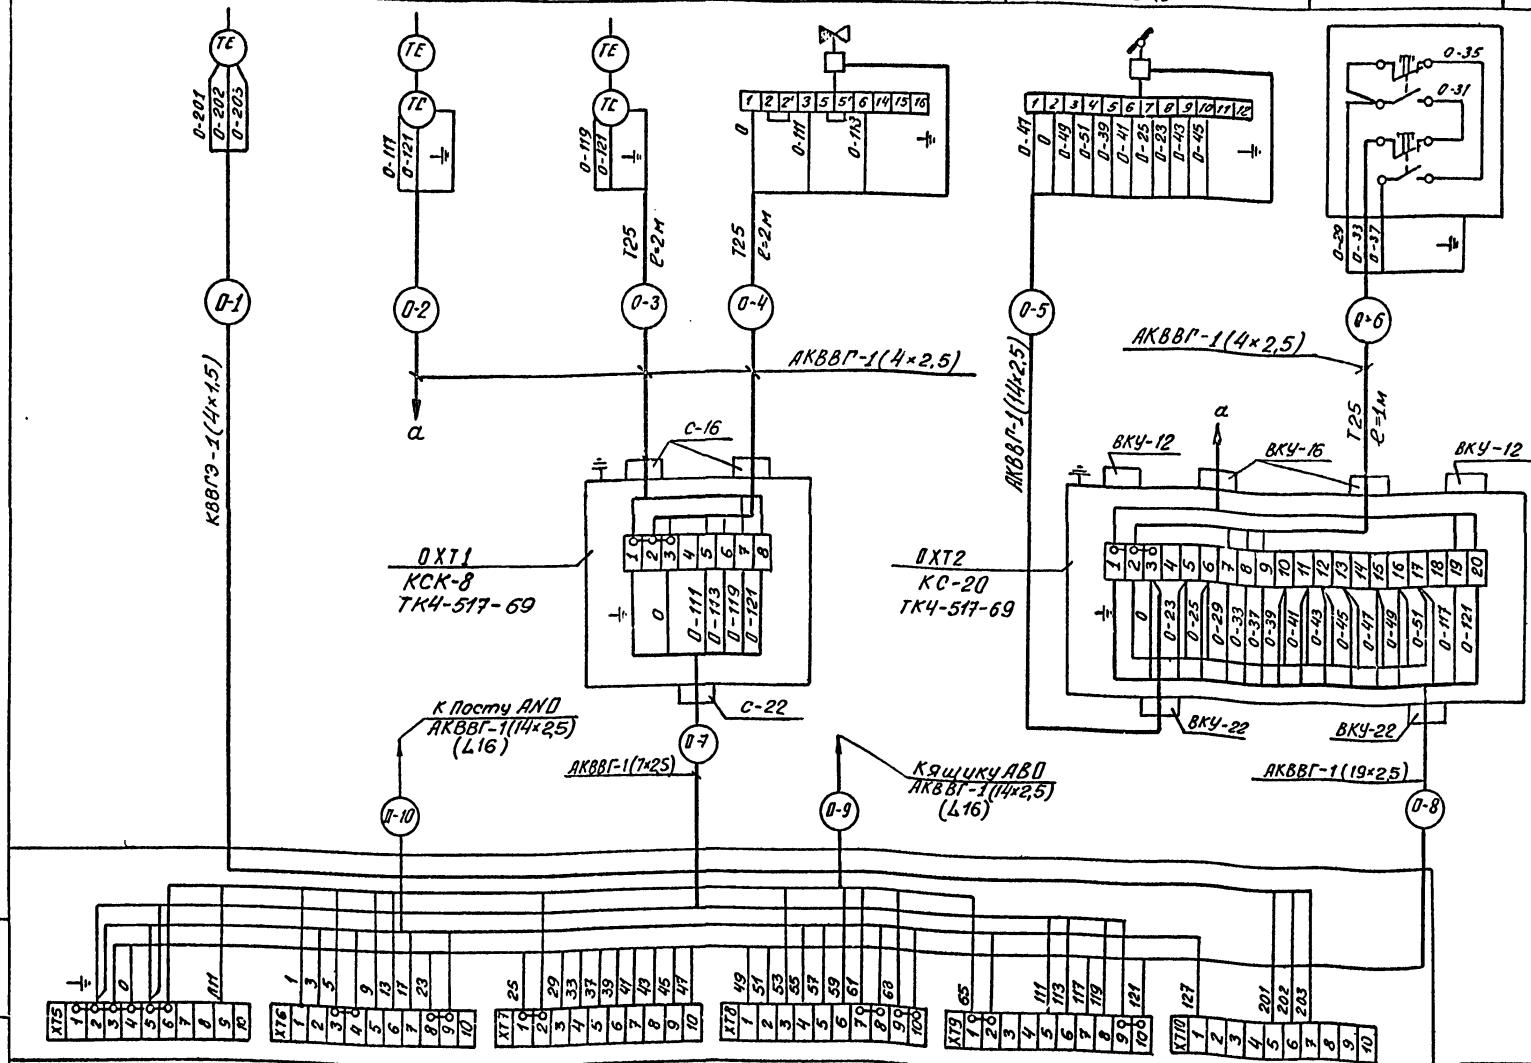 TE
TE
TE
TC
TC
0-201
0-202
0-203
0-117
0-121
0-119
0-121
1 2 2' 3 5 5' 6 14 15 16
0
0-111
0-113
1 2 3 4 5 6 7 8 9 10 11 12
0-47
0
0-49
0-51
0-39
0-41
0-25
0-23
0-43
0-45
0-35
0-31
0-29
0-33
0-37
T25
ℓ=2м
T25
ℓ=2м
0-1
0-2
0-3
0-4
0-5
0-6
КВВГЭ-1(4×1,5)
АКВВГ-1(4×2,5)
АКВВГ-1(14×2,5)
АКВВГ-1(4×2,5)
T25
ℓ=1м
а
а
С-16
ВКУ-12
ВКУ-16
ВКУ-12
0ХТ1
КСК-8
ТК4-517-69
1 2 3 4 5 6 7 8
0
0-111
0-113
0-119
0-121
0ХТ2
КС-20
ТК4-517-69
1 2 3 4 5 6 7 8 9 10 11 12 13 14 15 16 17 18 19 20
0
0-23
0-25
0-29
0-33
0-37
0-39
0-41
0-43
0-45
0-47
0-49
0-51
0-117
0-121
С-22
ВКУ-22
ВКУ-22
К посту
АКВВГ-1(14×2,5)
(L16)
0-7
АКВВГ-1(7×2,5)
К ящику АВО
АКВВГ-1(14×2,5)
(L16)
АКВВГ-1(19×2,5)
0-10
0-9
0-8
0
1 3 5 9 13 17 23
25 29 33 37 39 41 43 45 47
49 51 53 55 57 59 61 63
65 111 113 117 119 121
127 201 202 203
ХТ5 1 2 3 4 5 6 7 8 9 10
ХТ6 1 2 3 4 5 6 7 8 9 10
ХТ7 1 2 3 4 5 6 7 8 9 10
ХТ8 1 2 3 4 5 6 7 8 9 10
ХТ9 1 2 3 4 5 6 7 8 9 10
ХТ10 1 2 3 4 5 6 7 8 9 10